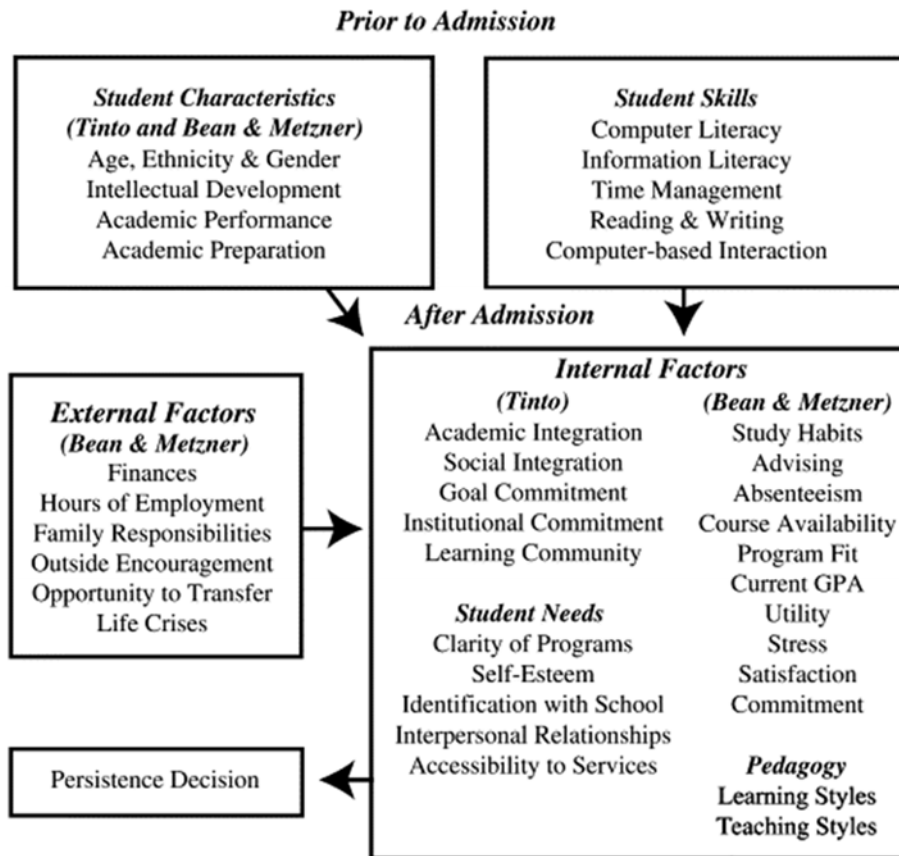 Prior to Admission
Student Characteristics
(Tinto and Bean & Metzner)
Age, Ethnicity & Gender
Intellectual Development
Academic Performance
Academic Preparation
Student Skills
Computer Literacy
Information Literacy
Time Management
Reading & Writing
Computer-based Interaction
After Admission
External Factors
(Bean & Metzner)
Finances
Hours of Employment
Family Responsibilities
Outside Encouragement
Opportunity to Transfer
Life Crises
Internal Factors
(Tinto)
Academic Integration
Social Integration
Goal Commitment
Institutional Commitment
Learning Community
Student Needs
Clarity of Programs
Self-Esteem
Identification with School
Interpersonal Relationships
Accessibility to Services
(Bean & Metzner)
Study Habits
Advising
Absenteeism
Course Availability
Program Fit
Current GPA
Utility
Stress
Satisfaction
Commitment
Pedagogy
Learning Styles
Teaching Styles
Persistence Decision